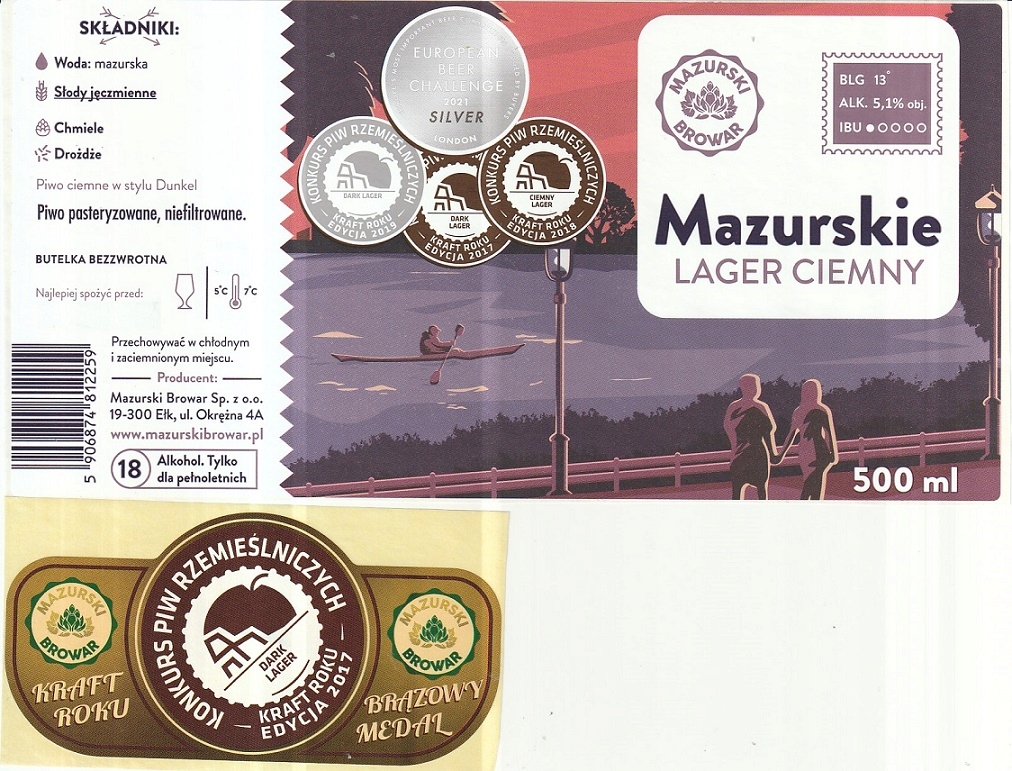 SKŁADNIKI:
Woda: mazurska
Słody jęczmienne
Chmiele
Drożdże
Piwo ciemne w stylu Dunkel
Piwo pasteryzowane, niefiltrowane.
BUTELKA BEZZWROTNA
Najlepiej spożyć przed:
5°C 7°C
Przechowywać w chłodnym
i zaciemnionym miejscu.
Producent:
Mazurski Browar Sp. z o.o.
19-300 Ełk, ul. Okrężna 4A
www.mazurskibrowar.pl
18
Alkohol. Tylko
dla pełnoletnich
5 906874 812259
EUROPEAN
BEER
CHALLENGE
2021
SILVER
LONDON
KONKURS PIW RZEMIEŚLNICZYCH
DARK LAGER
KRAFT ROKU
EDYCJA 2019
DARK
LAGER
KRAFT ROKU
EDYCJA 2017
KONKURS PIW RZEMIEŚLNICZYCH
CIEMNY
LAGER
KRAFT ROKU
EDYCJA 2018
MAZURSKI
BROWAR
BLG 13°
ALK. 5,1% obj.
IBU
Mazurskie
LAGER CIEMNY
500 ml
MAZURSKI
BROWAR
KRAFT
ROKU
KONKURS PIW RZEMIEŚLNICZYCH
DARK
LAGER
KRAFT ROKU
EDYCJA 2017
MAZURSKI
BROWAR
BRĄZOWY
MEDAL